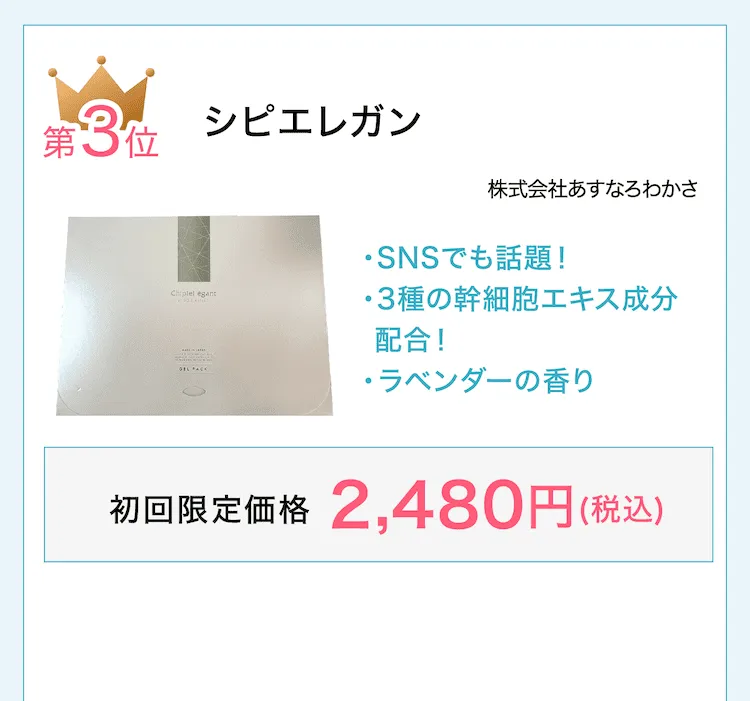 第3位
シピエレガン
株式会社あすなろわかさ
・SNSでも話題!
・3種の幹細胞エキス成分
配合!
・ラベンダーの香り
GEL PACK
初回限定価格 2,480円(税込)